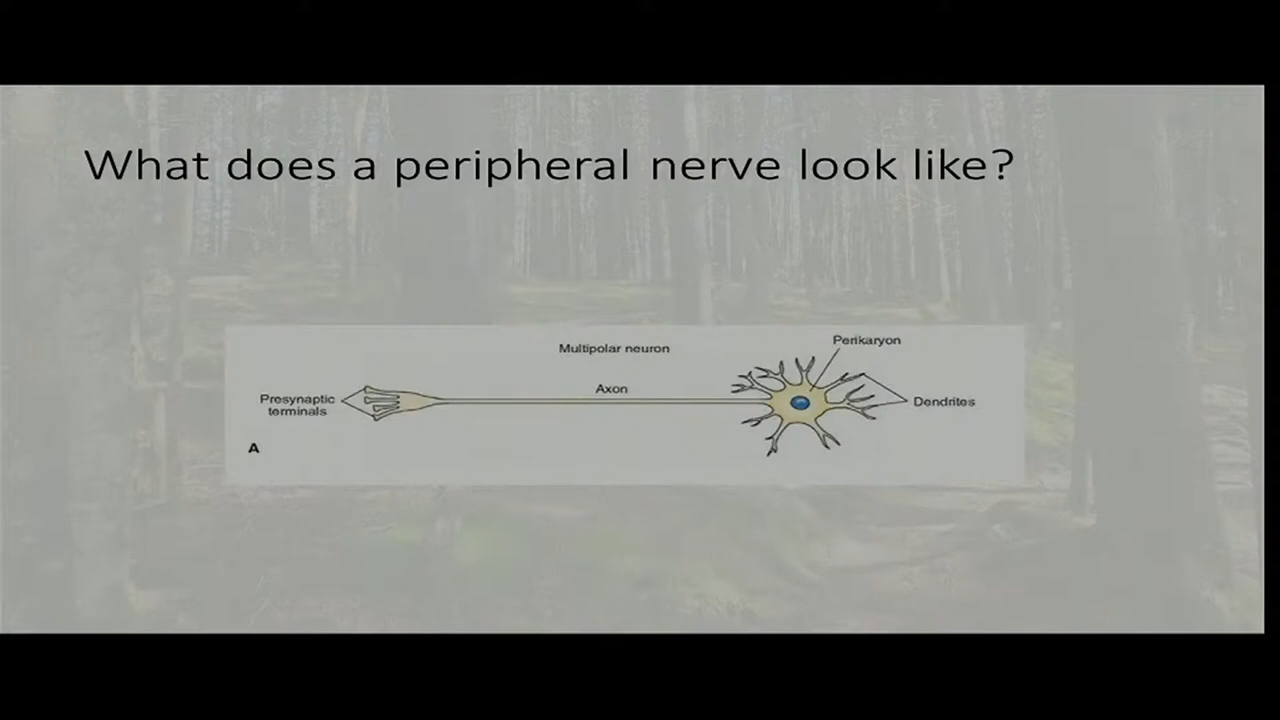 What does a peripheral nerve look like?
Perikaryon
Multipolar neuron
Axon
Presynaptic
terminals
Dendrites
A